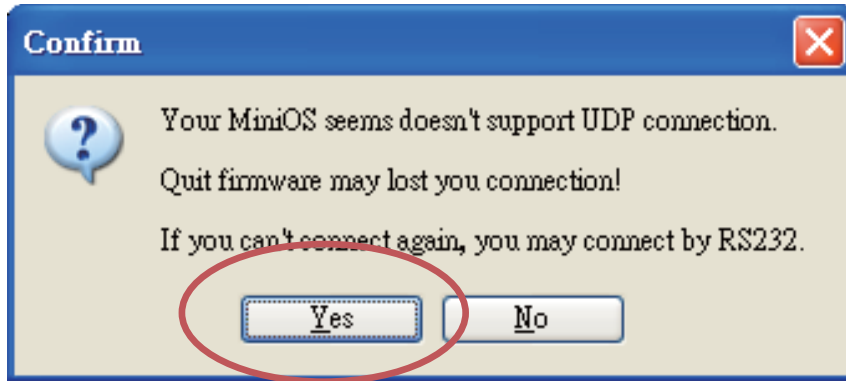 Confirm
Your MiniOS seems doesn't support UDP connection.
Quit firmware may lost you connection!
If you can't connect again, you may connect by RS232.
Yes
No